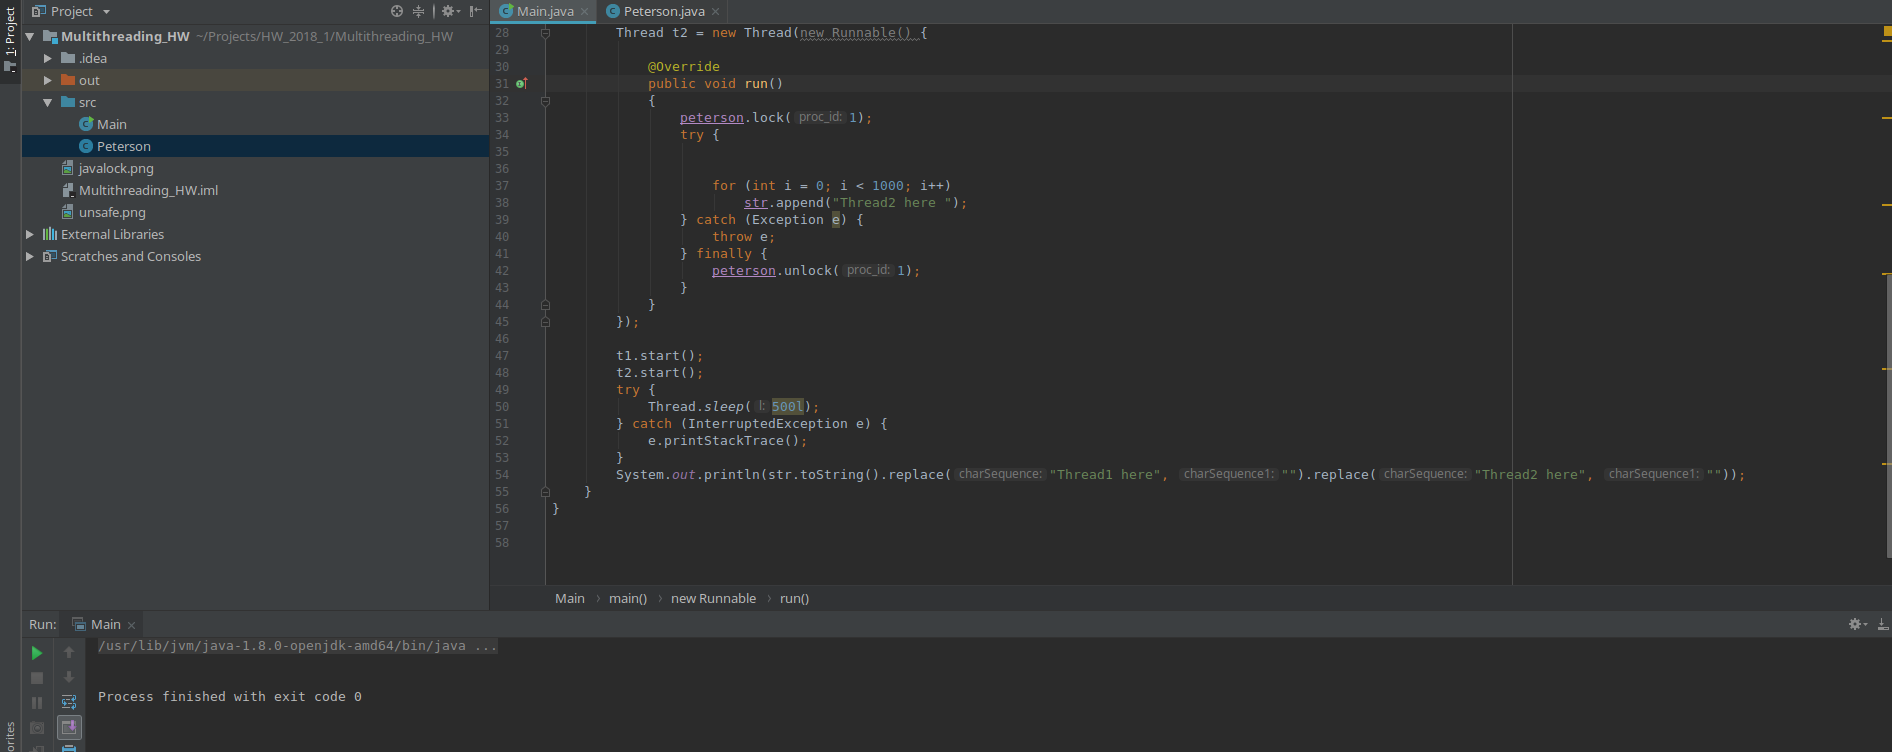 Project
Multithreading_HW ~/Projects/HW_2018_1/Multithreading_HW
.idea
out
src
Main
Peterson
javalock.png
Multithreading_HW.iml
unsafe.png
External Libraries
Scratches and Consoles
1: Project
Main.java
Peterson.java
28 Thread t2 = new Thread(new Runnable() {
29
30 @Override
31 public void run()
32 {
33 peterson.lock( proc_id: 1);
34 try {
35
36
37 for (int i = 0; i < 1000; i++)
38 str.append("Thread2 here ");
39 } catch (Exception e) {
40 throw e;
41 } finally {
42 peterson.unlock( proc_id: 1);
43 }
44 }
45 });
46
47 t1.start();
48 t2.start();
49 try {
50 Thread.sleep( l: 500l);
51 } catch (InterruptedException e) {
52 e.printStackTrace();
53 }
54 System.out.println(str.toString().replace( charSequence: "Thread1 here", charSequence1: "").replace( charSequence: "Thread2 here", charSequence1: ""));
55 }
56 }
57
58
Main › main() › new Runnable › run()
Run: Main
/usr/lib/jvm/java-1.8.0-openjdk-amd64/bin/java ...
Process finished with exit code 0
orites